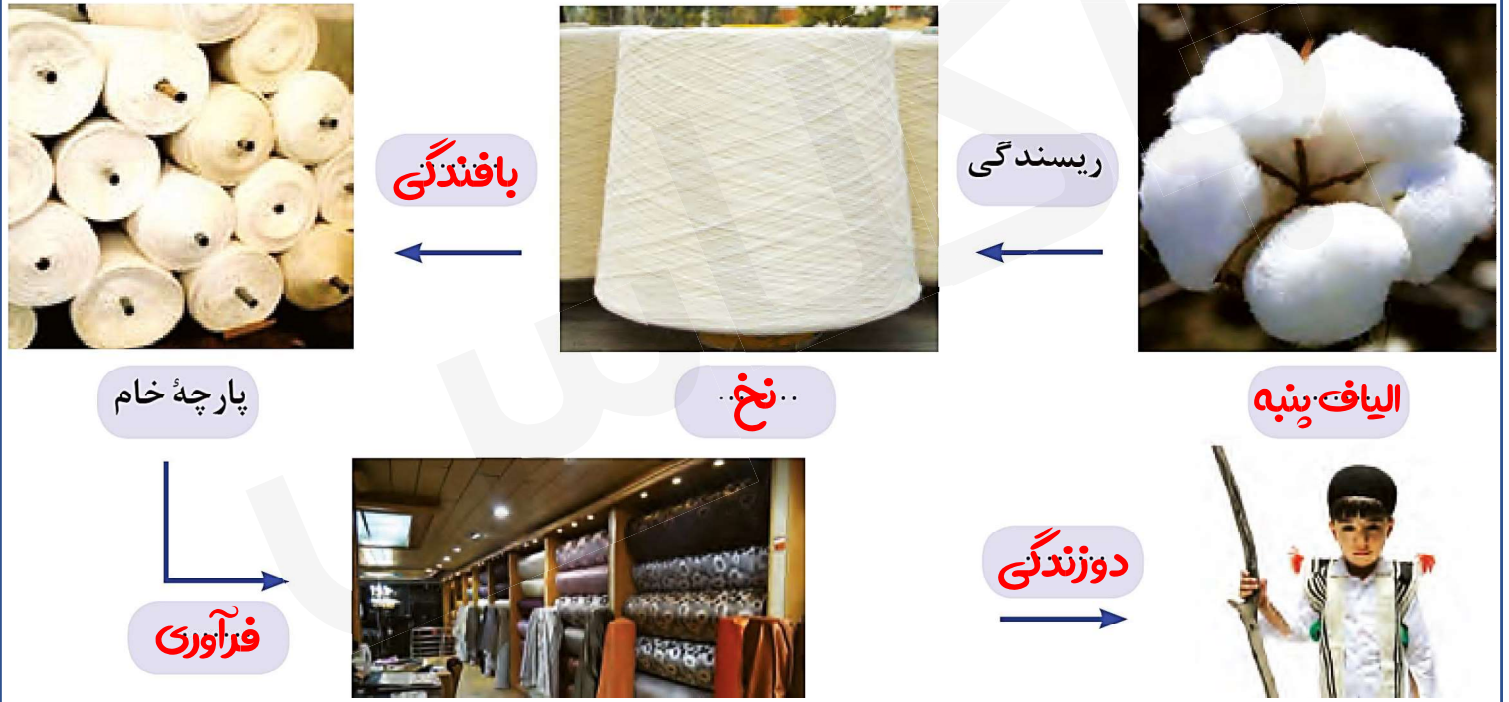 ریسندگی
بافندگی
الیاف پنبه
نخ
پارچهٔ خام
فرآوری
دوزندگی